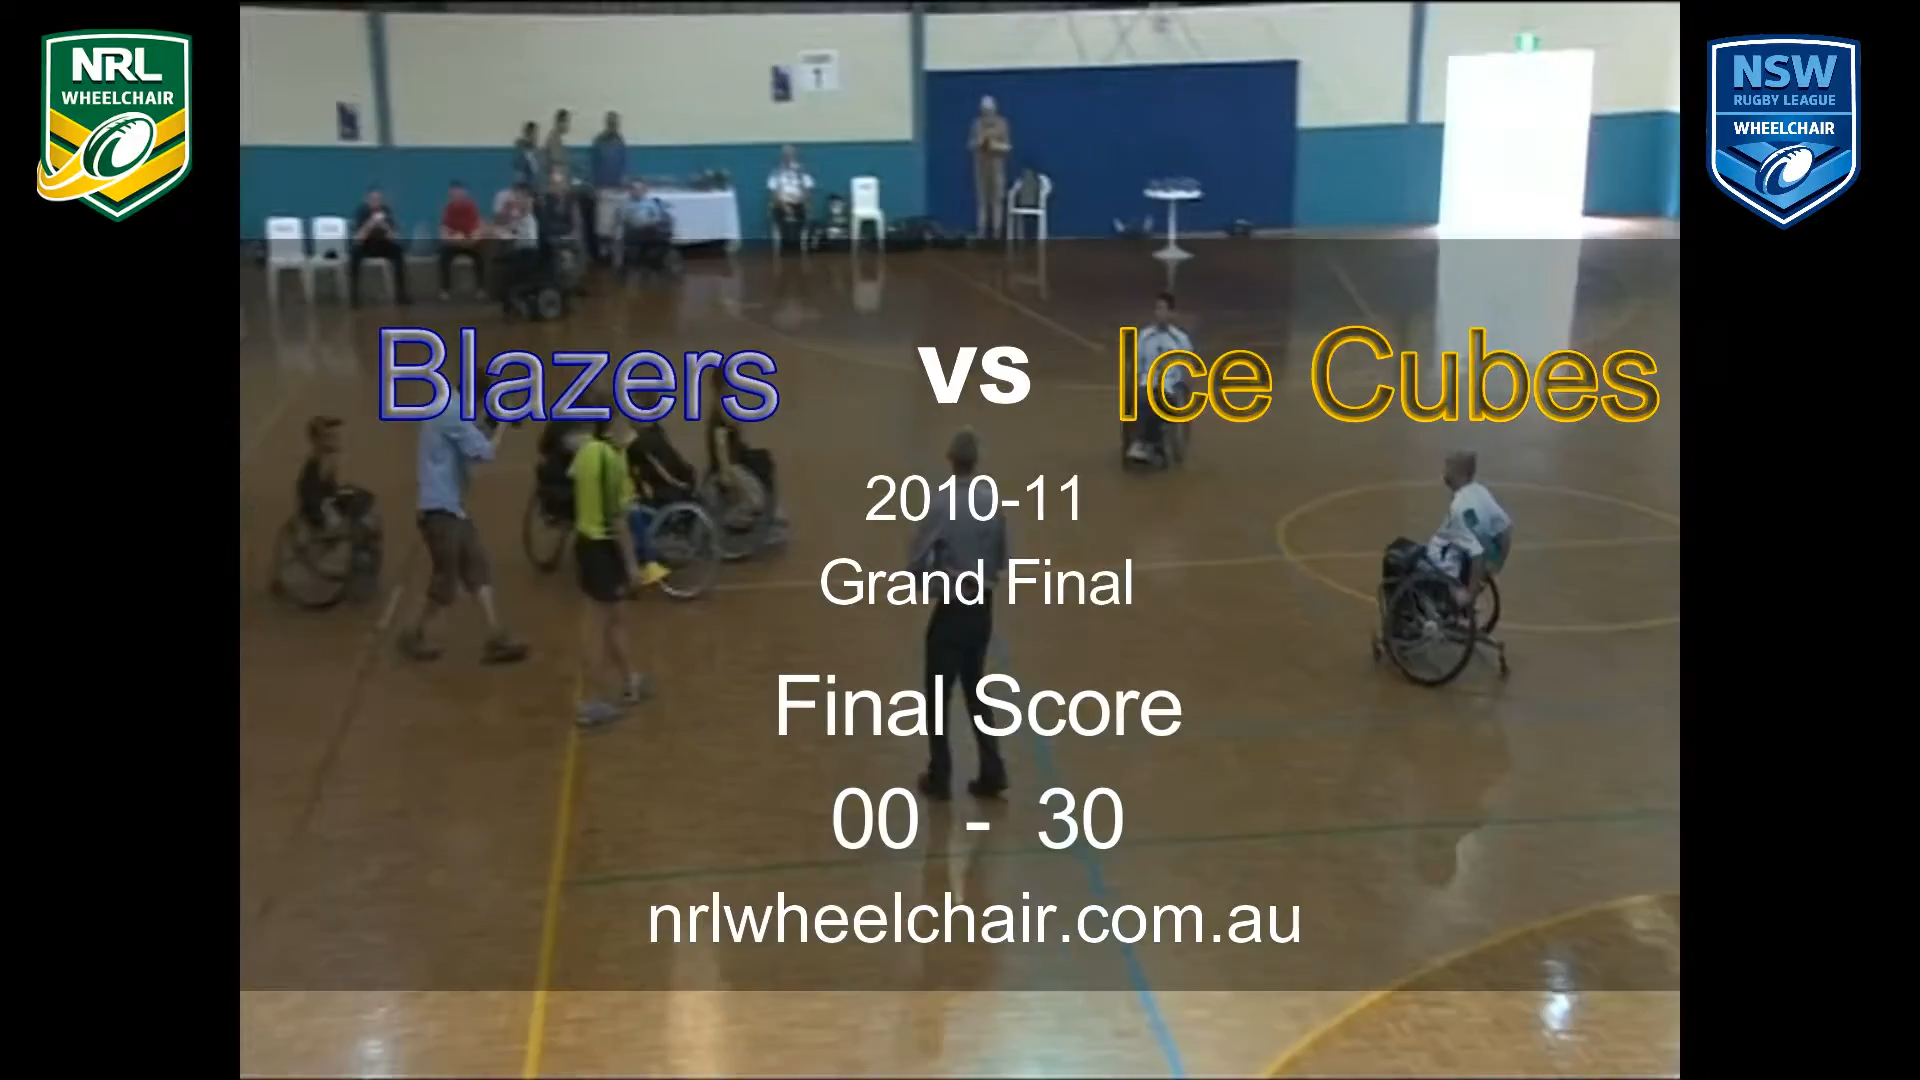 NRL
WHEELCHAIR
NSW
RUGBY LEAGUE
WHEELCHAIR
1
Blazers vs Ice Cubes
2010-11
Grand Final
Final Score
00 - 30
nrlwheelchair.com.au